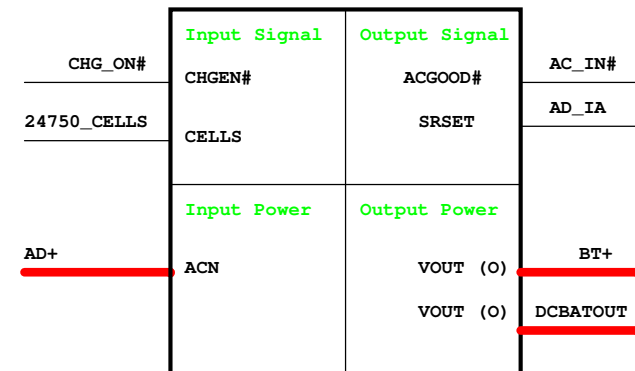 Input Signal Output Signal
CHG_ON# CHGEN# ACGOOD# AC_IN#
24750_CELLS CELLS SRSET AD_IA
Input Power Output Power
AD+ ACN VOUT (O) BT+
VOUT (O) DCBATOUT